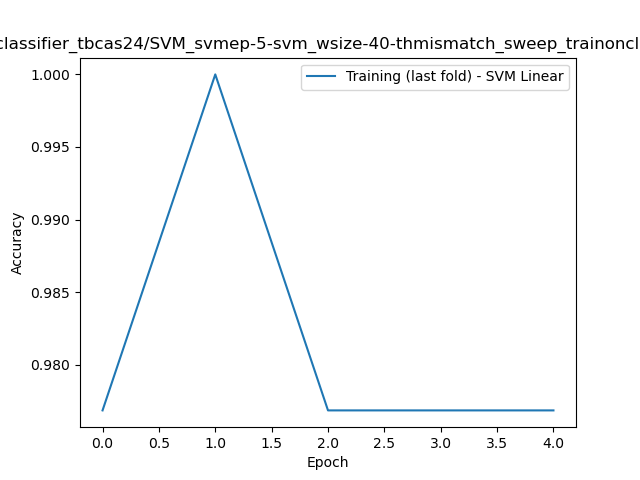 classifier_tbcas24/SVM_svmep-5-svm_wsize-40-thmismatch_sweep_trainoncl
Training (last fold) - SVM Linear
1.000
0.995
0.990
0.985
0.980
Accuracy
0.0 0.5 1.0 1.5 2.0 2.5 3.0 3.5 4.0
Epoch